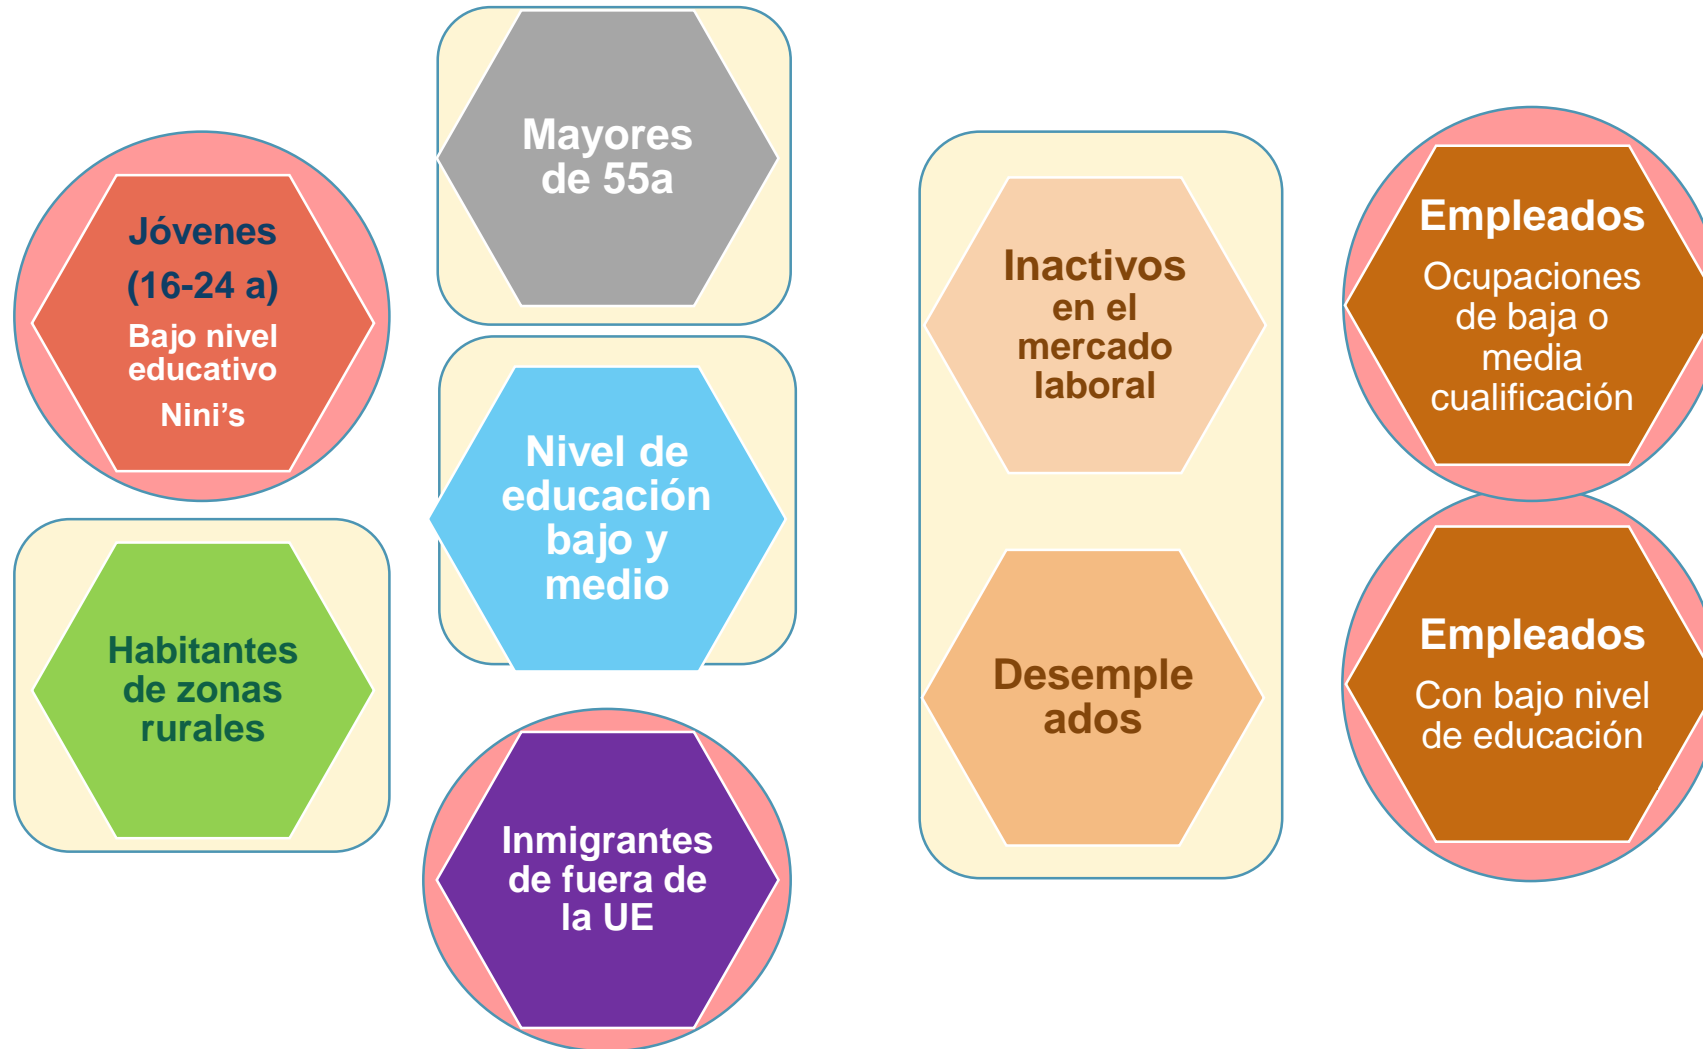 Mayores
de 55a
Jóvenes
(16-24 a)
Bajo nivel
educativo
Nini’s
Nivel de
educación
bajo y
medio
Habitantes
de zonas
rurales
Inmigrantes
de fuera de
la UE
Inactivos
en el
mercado
laboral
Desemple
ados
Empleados
Ocupaciones
de baja o
media
cualificación
Empleados
Con bajo nivel
de educación